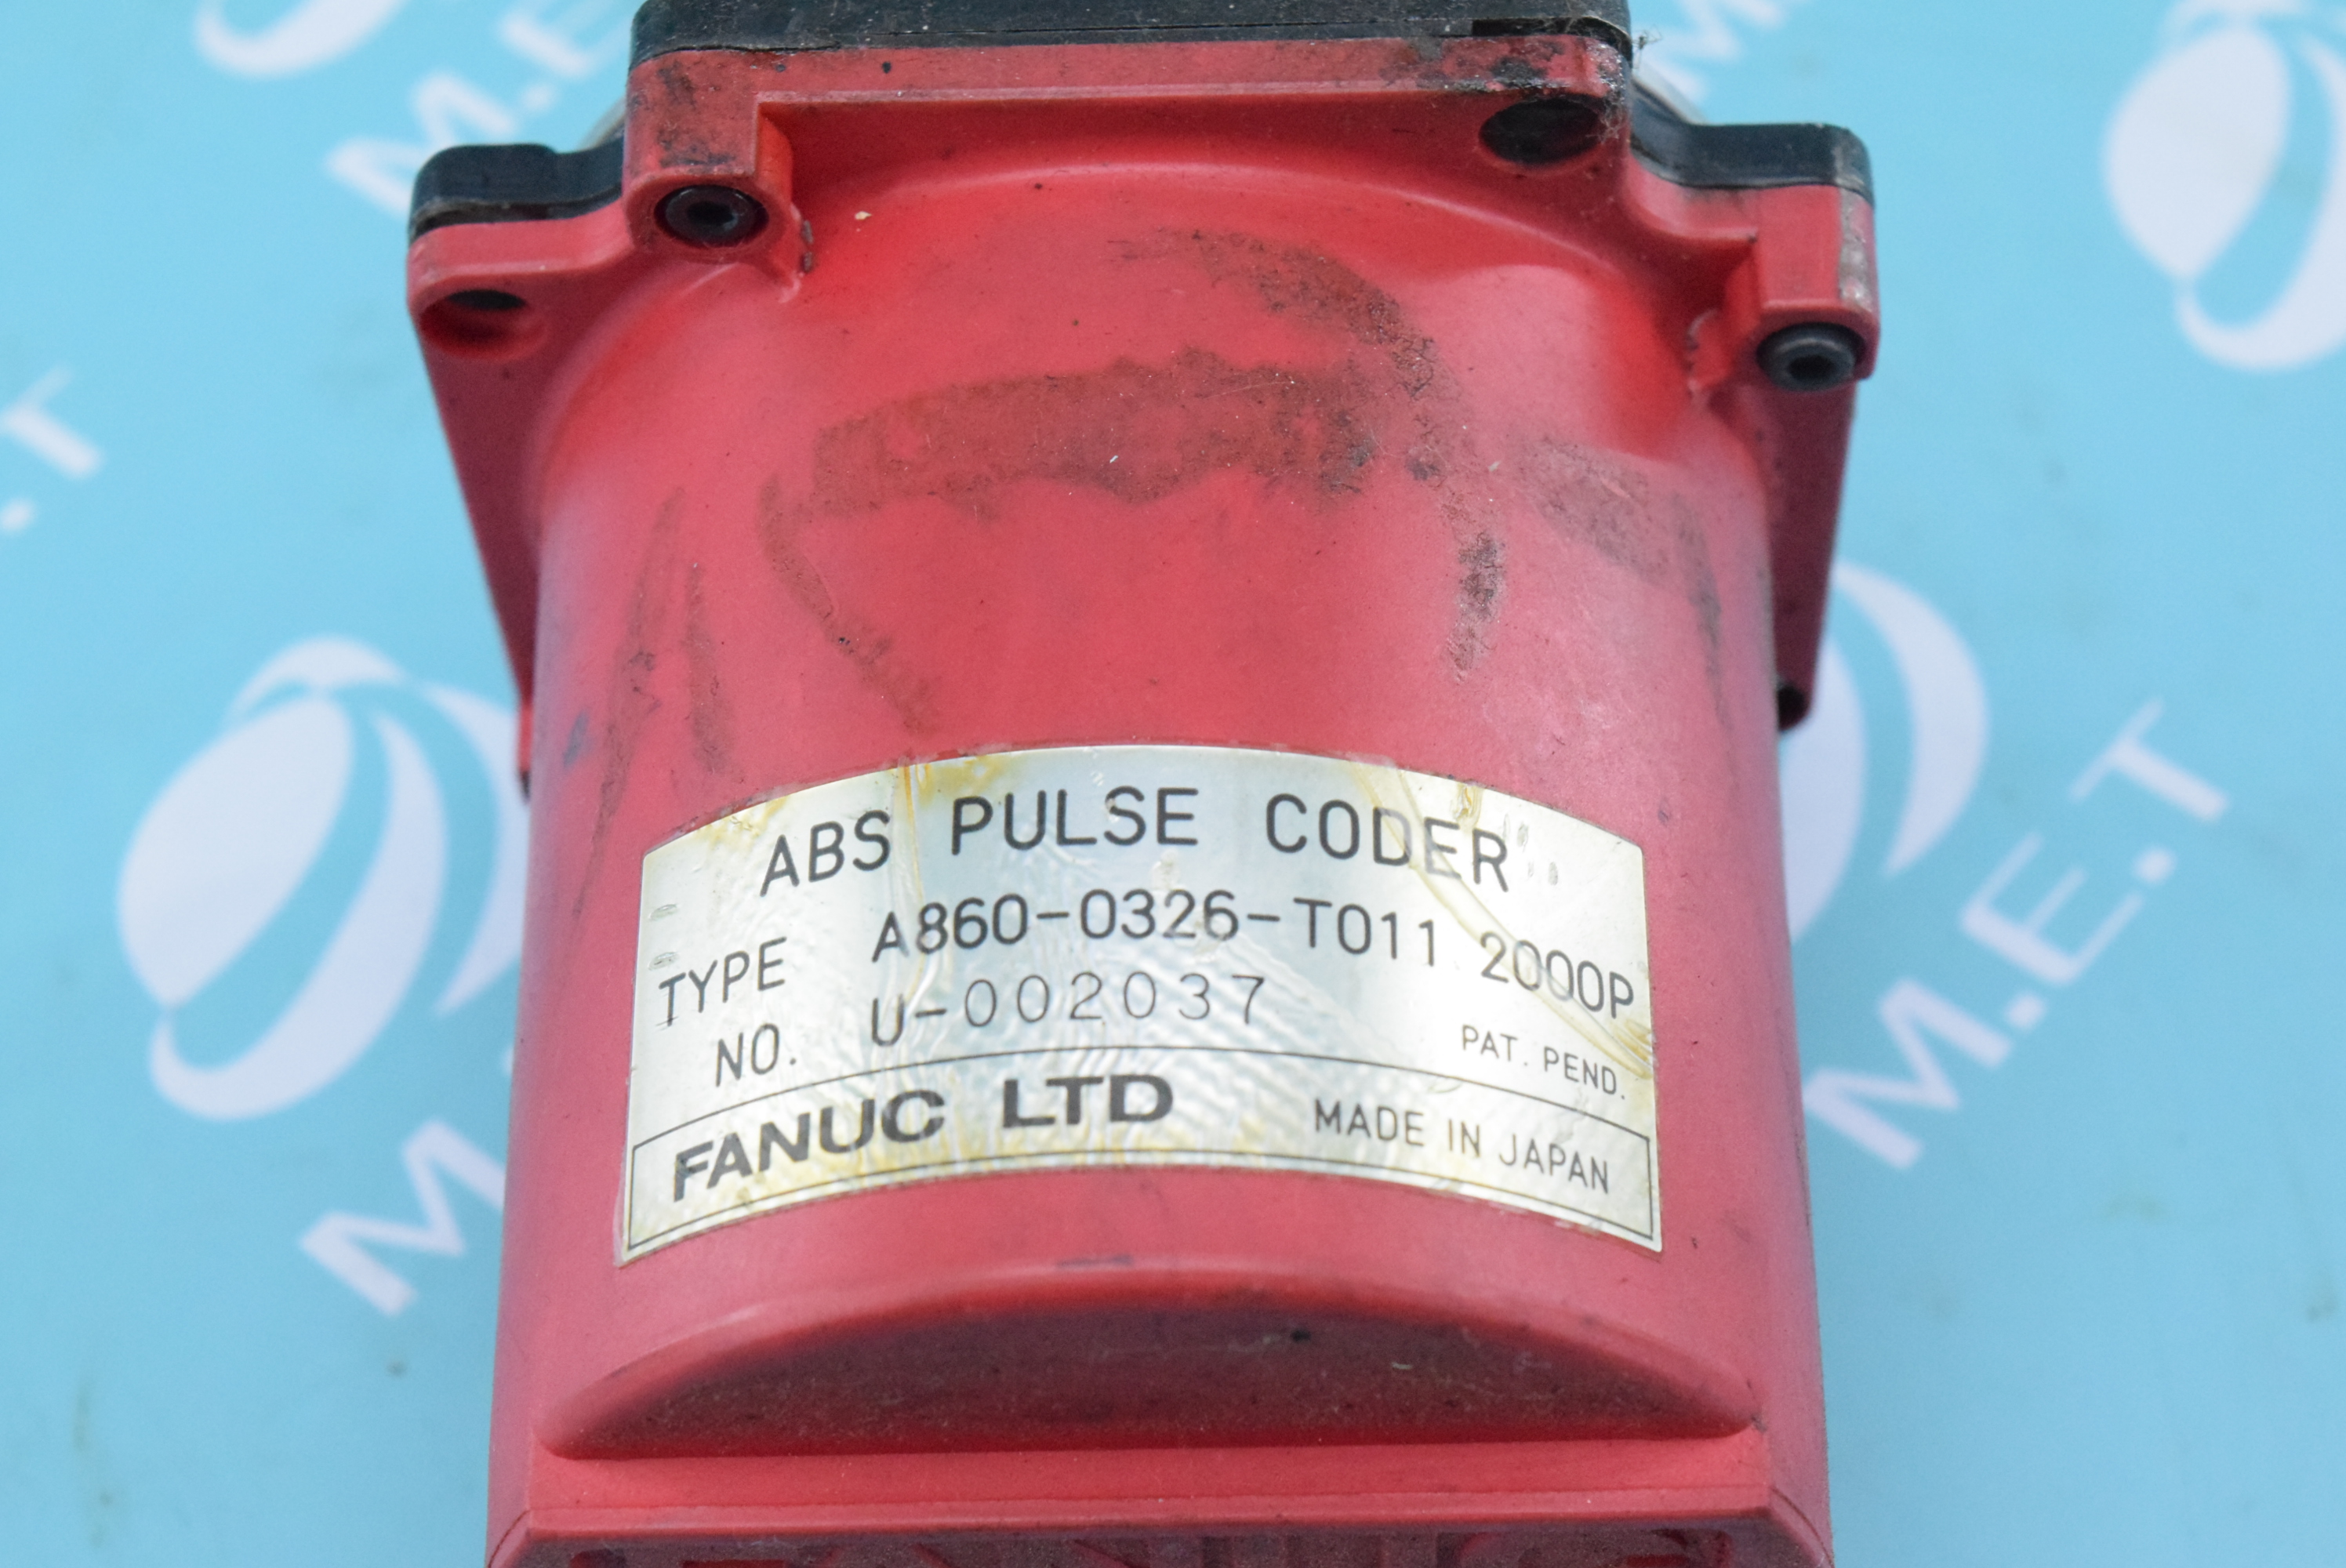 ABS PULSE CODER
TYPE A860-0326-T011 2000P
NO. U-002037
PAT. PEND.
FANUC LTD MADE IN JAPAN
M.E.T
M.E.T